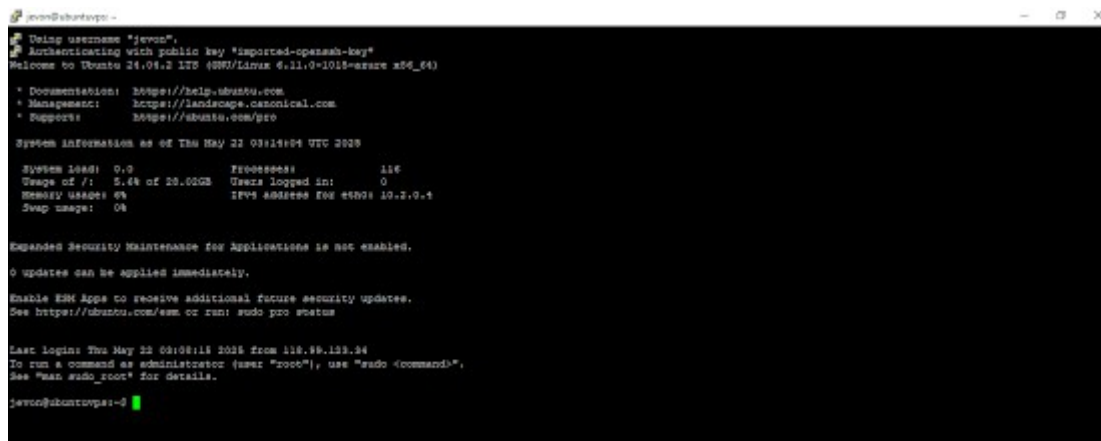 jevon@ubuntuvps: ~
Using username "jevon".
Authenticating with public key "imported-openssh-key"
Welcome to Ubuntu 24.04.2 LTS (GNU/Linux 6.11.0-1015-azure x86_64)
* Documentation: https://help.ubuntu.com
* Management: https://landscape.canonical.com
* Support: https://ubuntu.com/pro
System information as of Thu May 22 03:14:04 UTC 2025
System load: 0.0 Processes: 116
Usage of /: 5.6% of 28.02GB Users logged in: 0
Memory usage: 6% IPv4 address for eth0: 10.2.0.4
Swap usage: 0%
Expanded Security Maintenance for Applications is not enabled.
0 updates can be applied immediately.
Enable ESM Apps to receive additional future security updates.
See https://ubuntu.com/esm or run: sudo pro status
Last login: Thu May 22 03:08:15 2025 from
To run a command as administrator (user "root"), use "sudo <command>".
See "man sudo_root" for details.
jevon@ubuntuvps:~$